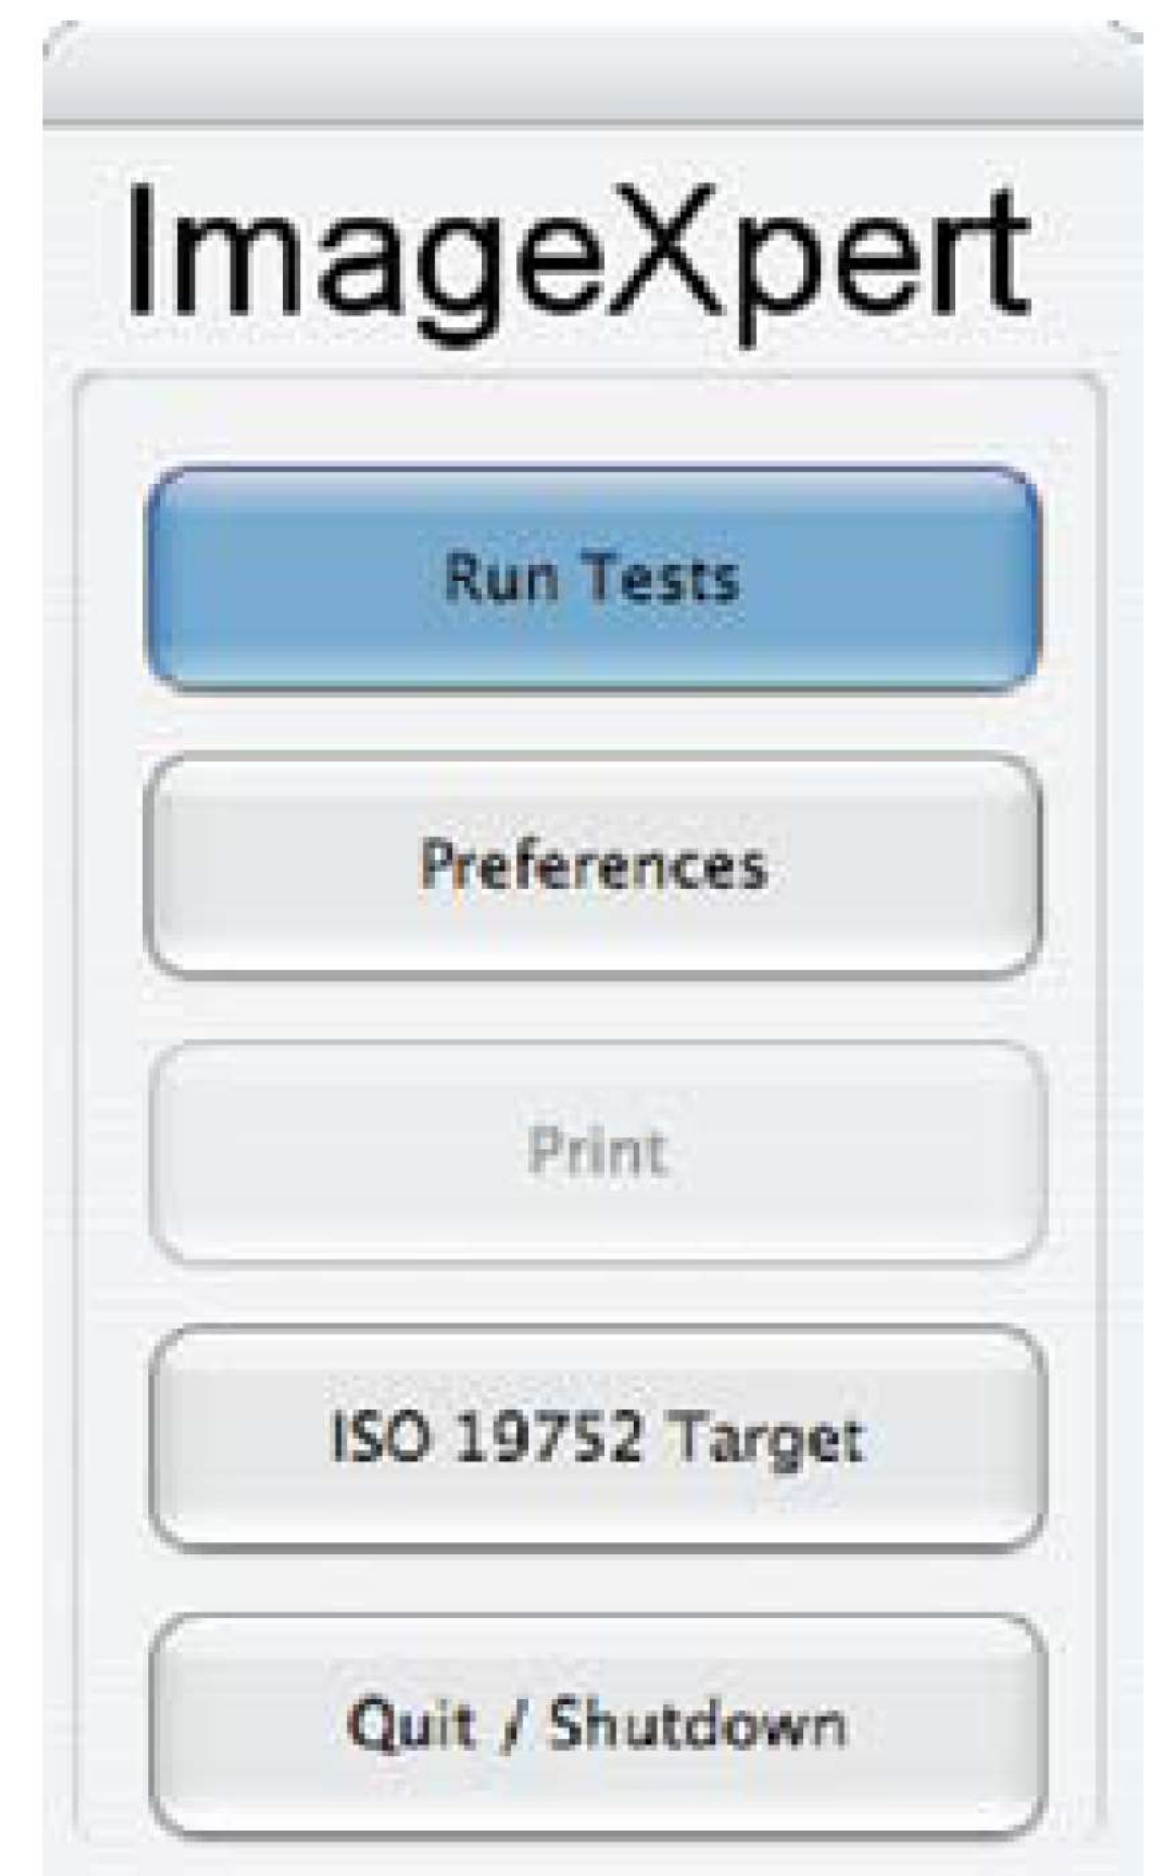 ImageXpert
Run Tests
Preferences
Print
ISO 19752 Target
Quit / Shutdown